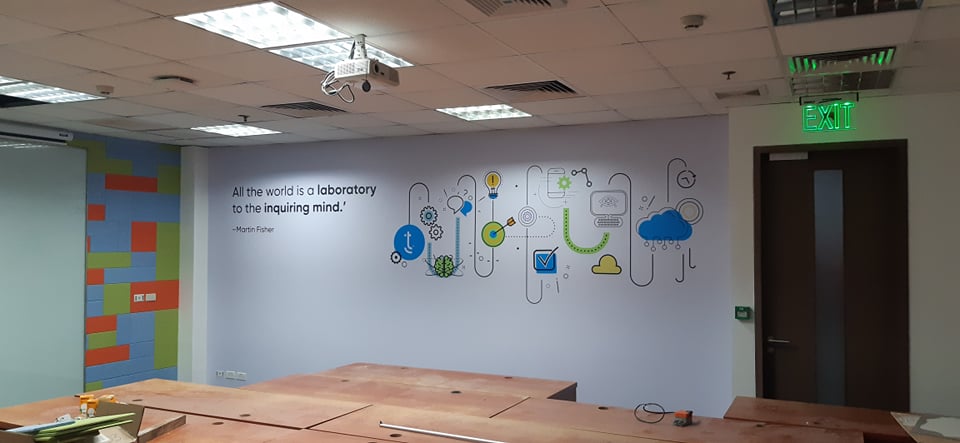 All the world is a laboratory
to the inquiring mind.’
-Martin Fisher
t
EXIT